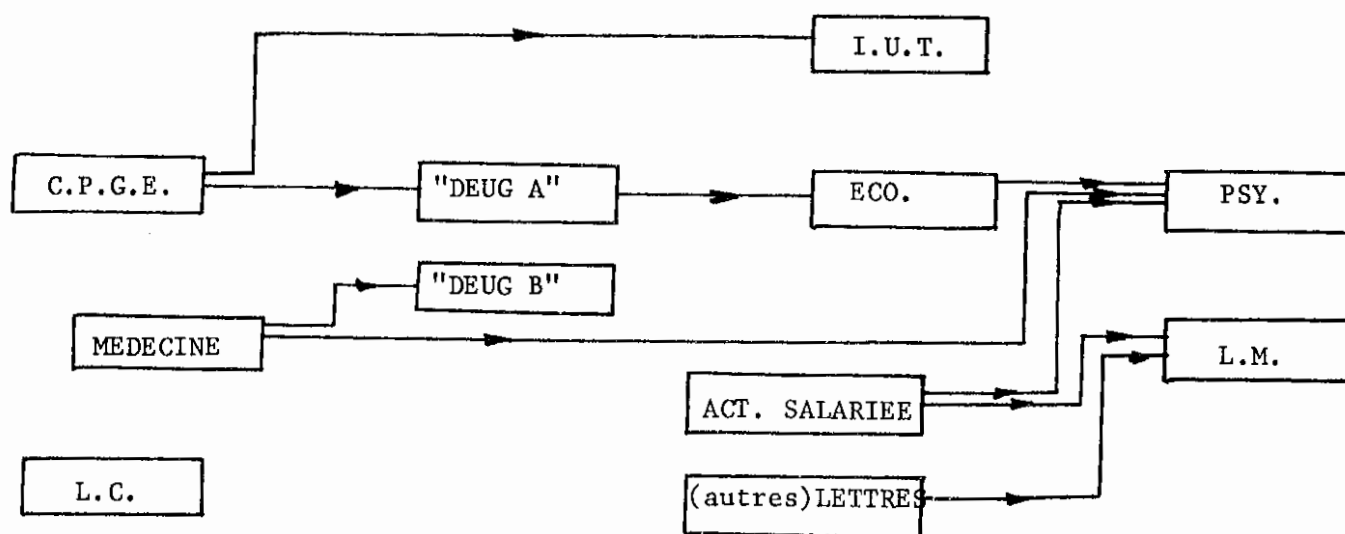 I.U.T.
C.P.G.E.
"DEUG A"
ECO.
PSY.
"DEUG B"
MEDECINE
L.M.
ACT. SALARIEE
L.C.
(autres)LETTRES